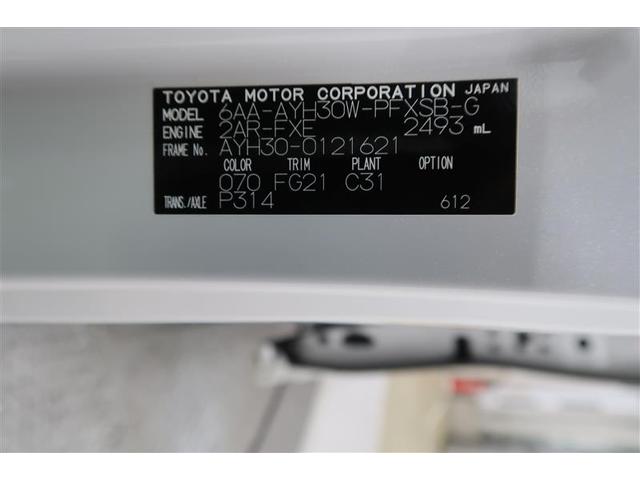 TOYOTA MOTOR CORPORATION JAPAN
MODEL 6AA-AYH30W-PFXSB-G
ENGINE 2AR-FXE 2493 mL
FRAME No. AYH30-0121621
COLOR TRIM PLANT OPTION
070 FG21 C31
TRANS./AXLE P314 612